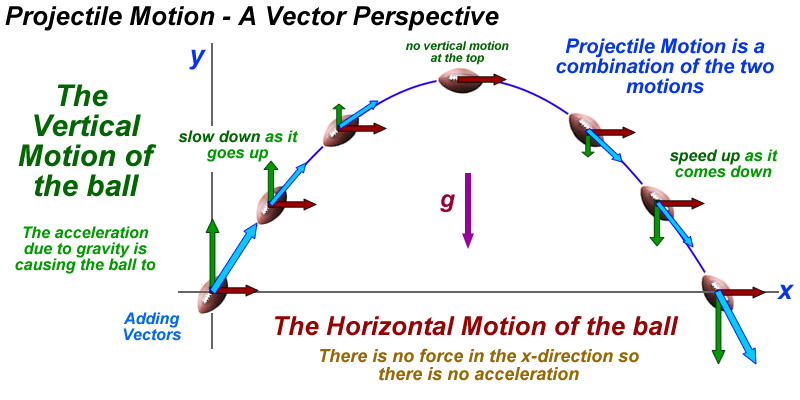 Projectile Motion - A Vector Perspective
y
no vertical motion
at the top
Projectile Motion is a
combination of the two
motions
The
Vertical
Motion of
the ball
slow down as it
goes up
speed up as it
comes down
g
The acceleration
due to gravity is
causing the ball to
x
Adding
Vectors
The Horizontal Motion of the ball
There is no force in the x-direction so
there is no acceleration